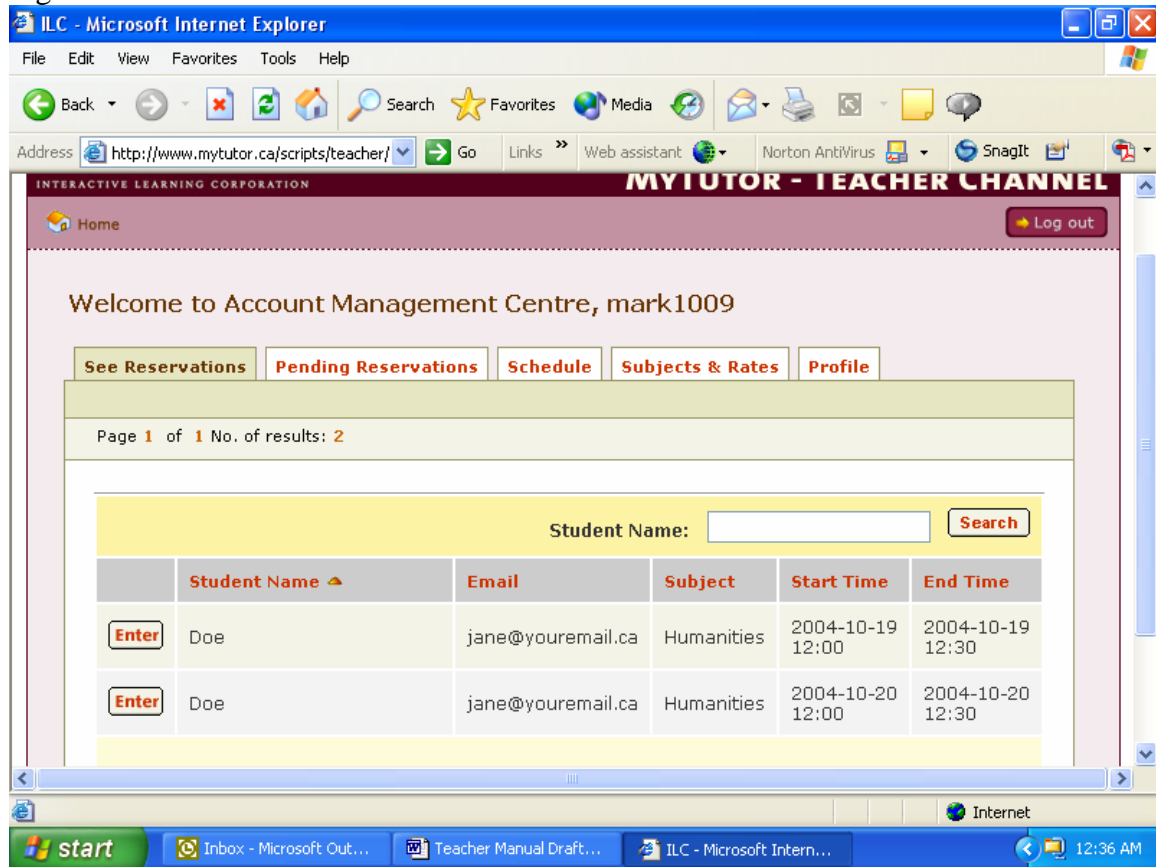 ILC - Microsoft Internet Explorer
File Edit View Favorites Tools Help
Back Search Favorites Media
Address http://www.mytutor.ca/scripts/teacher/ Go Links » Web assistant Norton AntiVirus SnagIt
INTERACTIVE LEARNING CORPORATION MYTUTOR - TEACHER CHANNEL
Home Log out
Welcome to Account Management Centre, mark1009
See Reservations Pending Reservations Schedule Subjects & Rates Profile
Page 1 of 1 No. of results: 2
Student Name: Search
Student Name Email Subject Start Time End Time
Enter Doe jane@youremail.ca Humanities 2004-10-19 12:00 2004-10-19 12:30
Enter Doe jane@youremail.ca Humanities 2004-10-20 12:00 2004-10-20 12:30
Internet
start Inbox - Microsoft Out... Teacher Manual Draft... ILC - Microsoft Intern... 12:36 AM